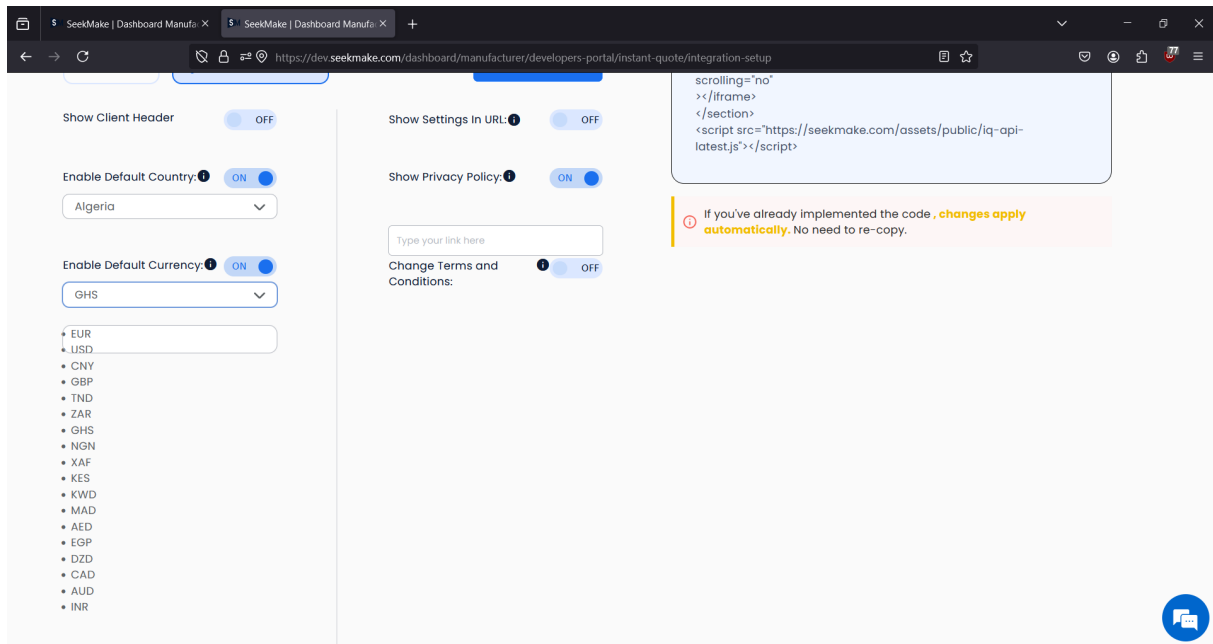 SeekMake | Dashboard Manufa
SeekMake | Dashboard Manufa
https://dev.seekmake.com/dashboard/manufacturer/developers-portal/instant-quote/integration-setup
77
Show Client Header
OFF
Enable Default Country:
ON
Algeria
Enable Default Currency:
ON
GHS
• EUR
• USD
• CNY
• GBP
• TND
• ZAR
• GHS
• NGN
• XAF
• KES
• KWD
• MAD
• AED
• EGP
• DZD
• CAD
• AUD
• INR
Show Settings In URL:
OFF
Show Privacy Policy:
ON
Type your link here
Change Terms and
Conditions:
OFF
scrolling="no"
></iframe>
</section>
<script src="https://seekmake.com/assets/public/iq-api-
latest.js"></script>
If you've already implemented the code , changes apply
automatically. No need to re-copy.